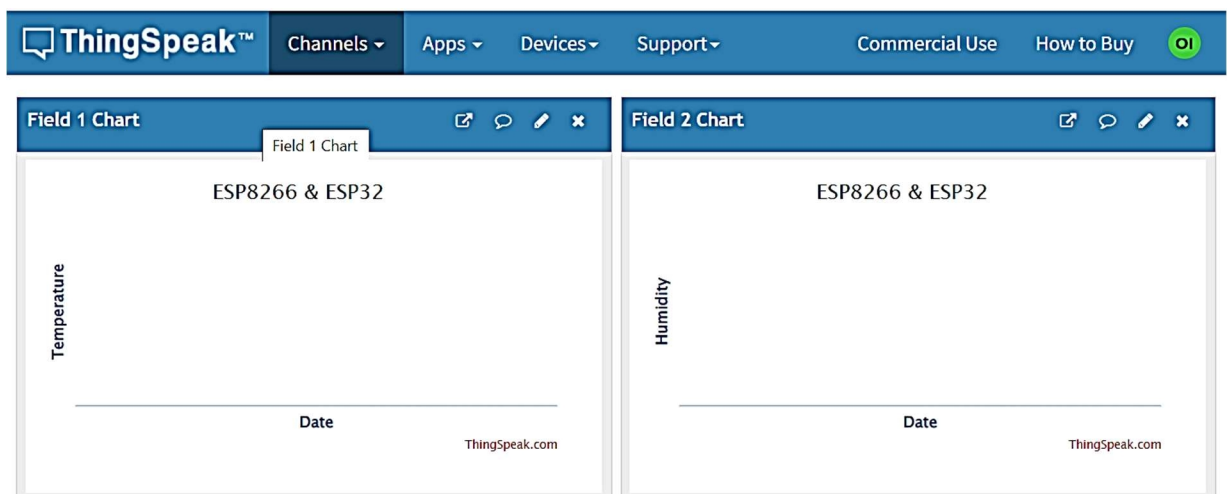 ThingSpeak™ Channels Apps Devices Support Commercial Use How to Buy OI
Field 1 Chart
Field 1 Chart
ESP8266 & ESP32
Temperature
Date
ThingSpeak.com
Field 2 Chart
ESP8266 & ESP32
Humidity
Date
ThingSpeak.com